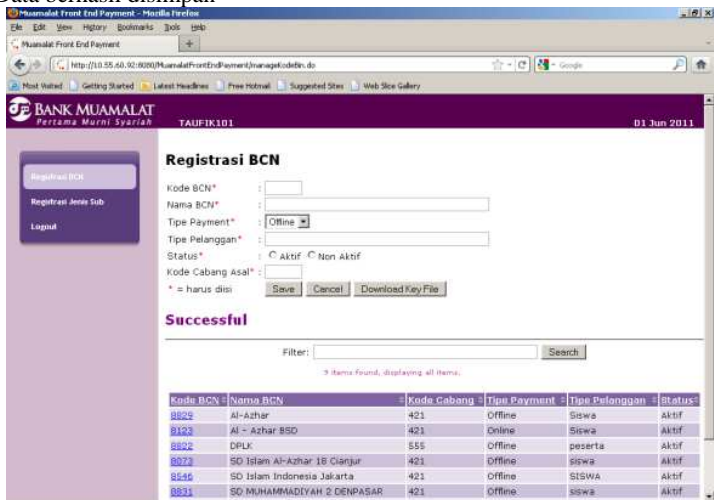 Data berhasil disimpan
Muamalat Front End Payment - Mozilla Firefox
File Edit View History Bookmarks Tools Help
Muamalat Front End Payment
http://10.55.60.92:8080/MuamalatFrontEndPayment/manageKodeBin.do
Google
Most Visited Getting Started Latest Headlines Free Hotmail Suggested Sites Web Slice Gallery
BANK MUAMALAT
Pertama Murni Syariah
TAUFIK101 01 Jun 2011
Registrasi BCN
Registrasi Jenis Sub
Logout
Registrasi BCN
Kode BCN* :
Nama BCN* :
Tipe Payment* : Offline
Tipe Pelanggan* :
Status* : Aktif Non Aktif
Kode Cabang Asal* :
* = harus diisi Save Cancel Download Key File
Successful
Filter: Search
9 items found, displaying all items.
Kode BCN Nama BCN Kode Cabang Tipe Payment Tipe Pelanggan Status
8829 Al-Azhar 421 Offline Siswa Aktif
8123 Al - Azhar BSD 421 Online Siswa Aktif
8822 DPLK 555 Offline peserta Aktif
8073 SD Islam Al-Azhar 18 Cianjur 421 Offline siswa Aktif
8546 SD Islam Indonesia Jakarta 421 Offline SISWA Aktif
8831 SD MUHAMMADIYAH 2 DENPASAR 421 Offline siswa Aktif